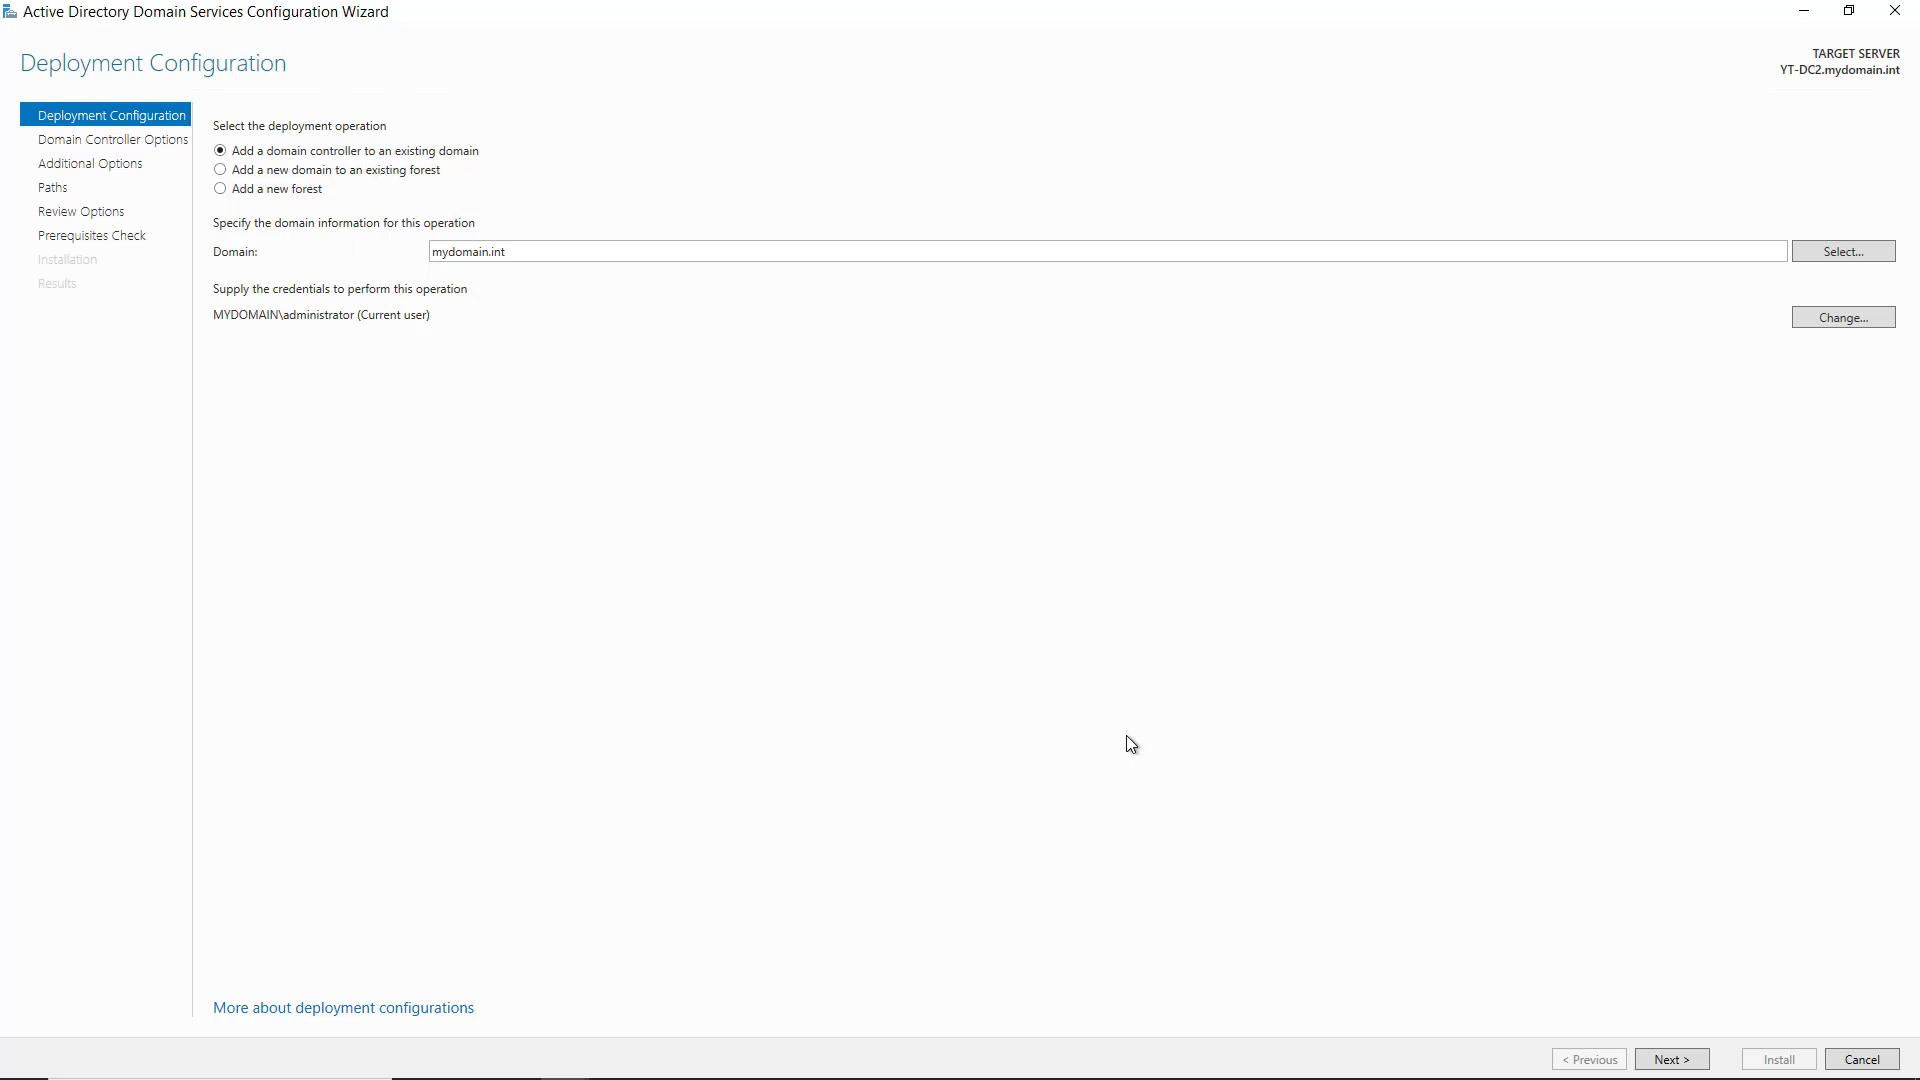 Active Directory Domain Services Configuration Wizard
Deployment Configuration
TARGET SERVER
YT-DC2.mydomain.int
Deployment Configuration
Domain Controller Options
Additional Options
Paths
Review Options
Prerequisites Check
Installation
Results
Select the deployment operation
Add a domain controller to an existing domain
Add a new domain to an existing forest
Add a new forest
Specify the domain information for this operation
Domain: mydomain.int Select...
Supply the credentials to perform this operation
MYDOMAIN\administrator (Current user) Change...
More about deployment configurations
< Previous Next > Install Cancel